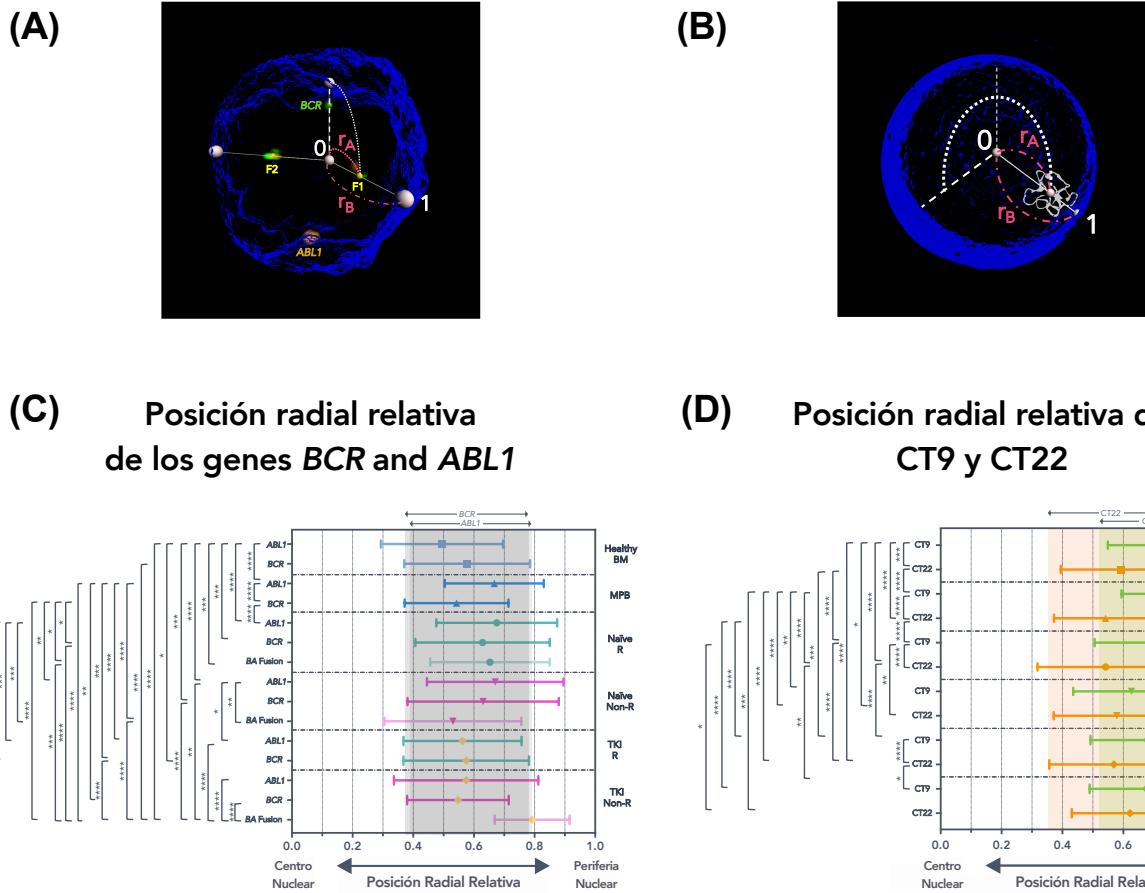 (A)
BCR
0
rA
F2
F1
rB
1
ABL1
(B)
0
rA
rB
1
(C)
Posición radial relativa
de los genes BCR and ABL1
BCR
ABL1
ABL1
BCR
Healthy
BM
ABL1
BCR
MPB
ABL1
BCR
BA Fusion
Naïve
R
ABL1
BCR
BA Fusion
Naïve
Non-R
ABL1
BCR
TKI
R
ABL1
BCR
BA Fusion
TKI
Non-R
0.0 0.2 0.4 0.6 0.8 1.0
Centro
Nuclear
Posición Radial Relativa
Periferia
Nuclear
(D)
Posición radial relativa
CT9 y CT22
CT22
CT9
CT22
CT9
CT22
CT9
CT22
CT9
CT22
CT9
CT22
CT9
CT22
0.0 0.2 0.4 0.6
Centro
Nuclear
Posición Radial